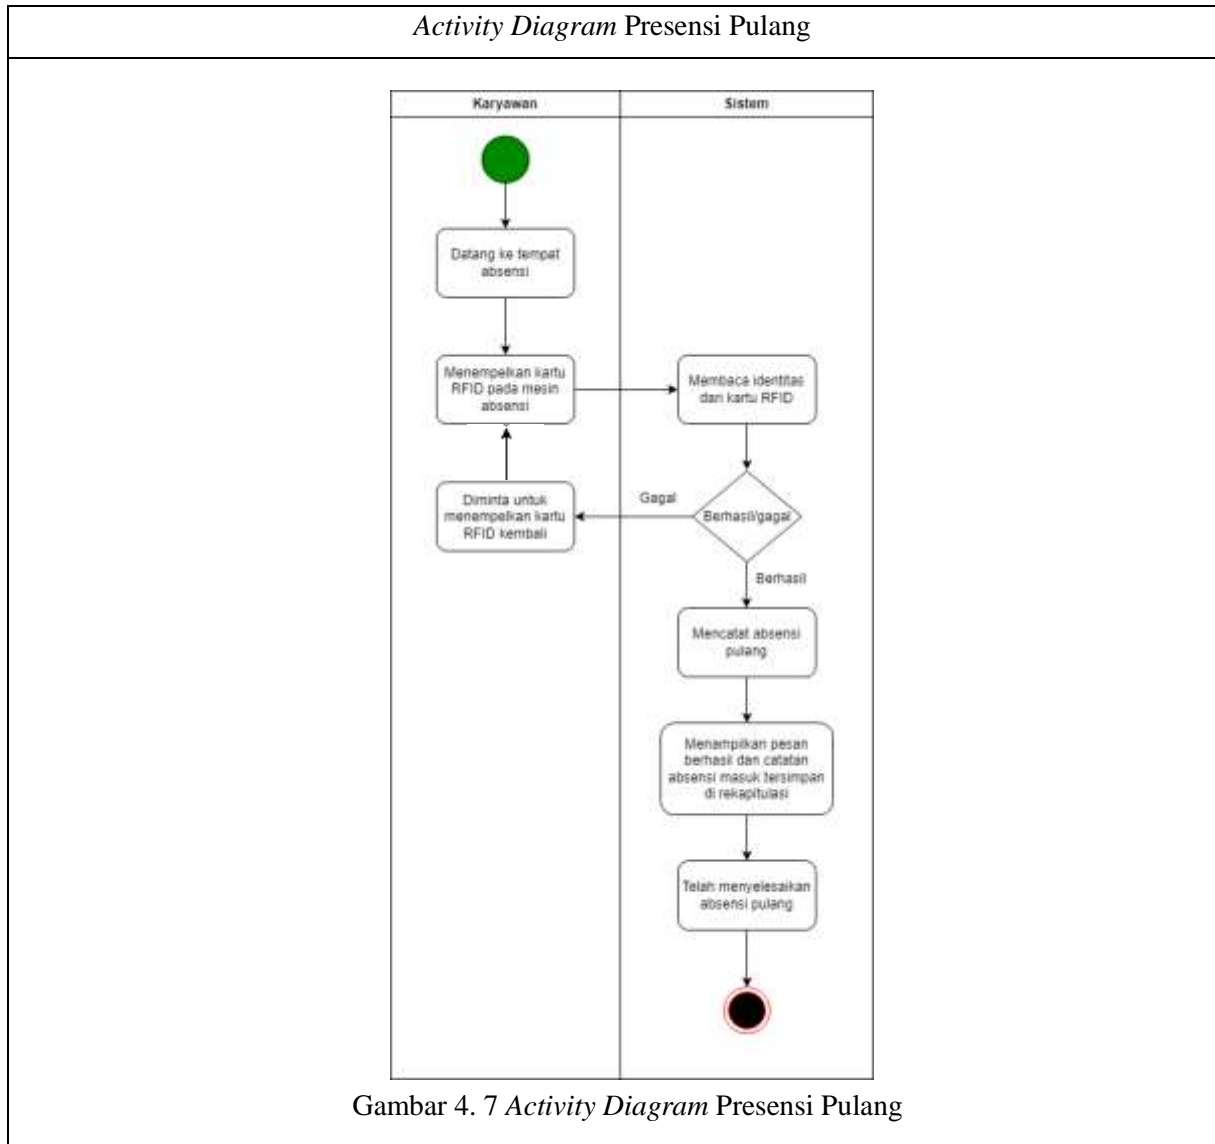 Activity Diagram Presensi Pulang
Karyawan
Sistem
Datang ke tempat
absensi
Menempelkan kartu
RFID pada mesin
absensi
Membaca identitas
dari kartu RFID
Diminta untuk
menempelkan kartu
RFID kembali
Gagal
Berhasil/gagal
Berhasil
Mencatat absensi
pulang
Menampilkan pesan
berhasil dan catatan
absensi masuk tersimpan
di rekapitulasi
Telah menyelesaikan
absensi pulang
Gambar 4. 7 Activity Diagram Presensi Pulang